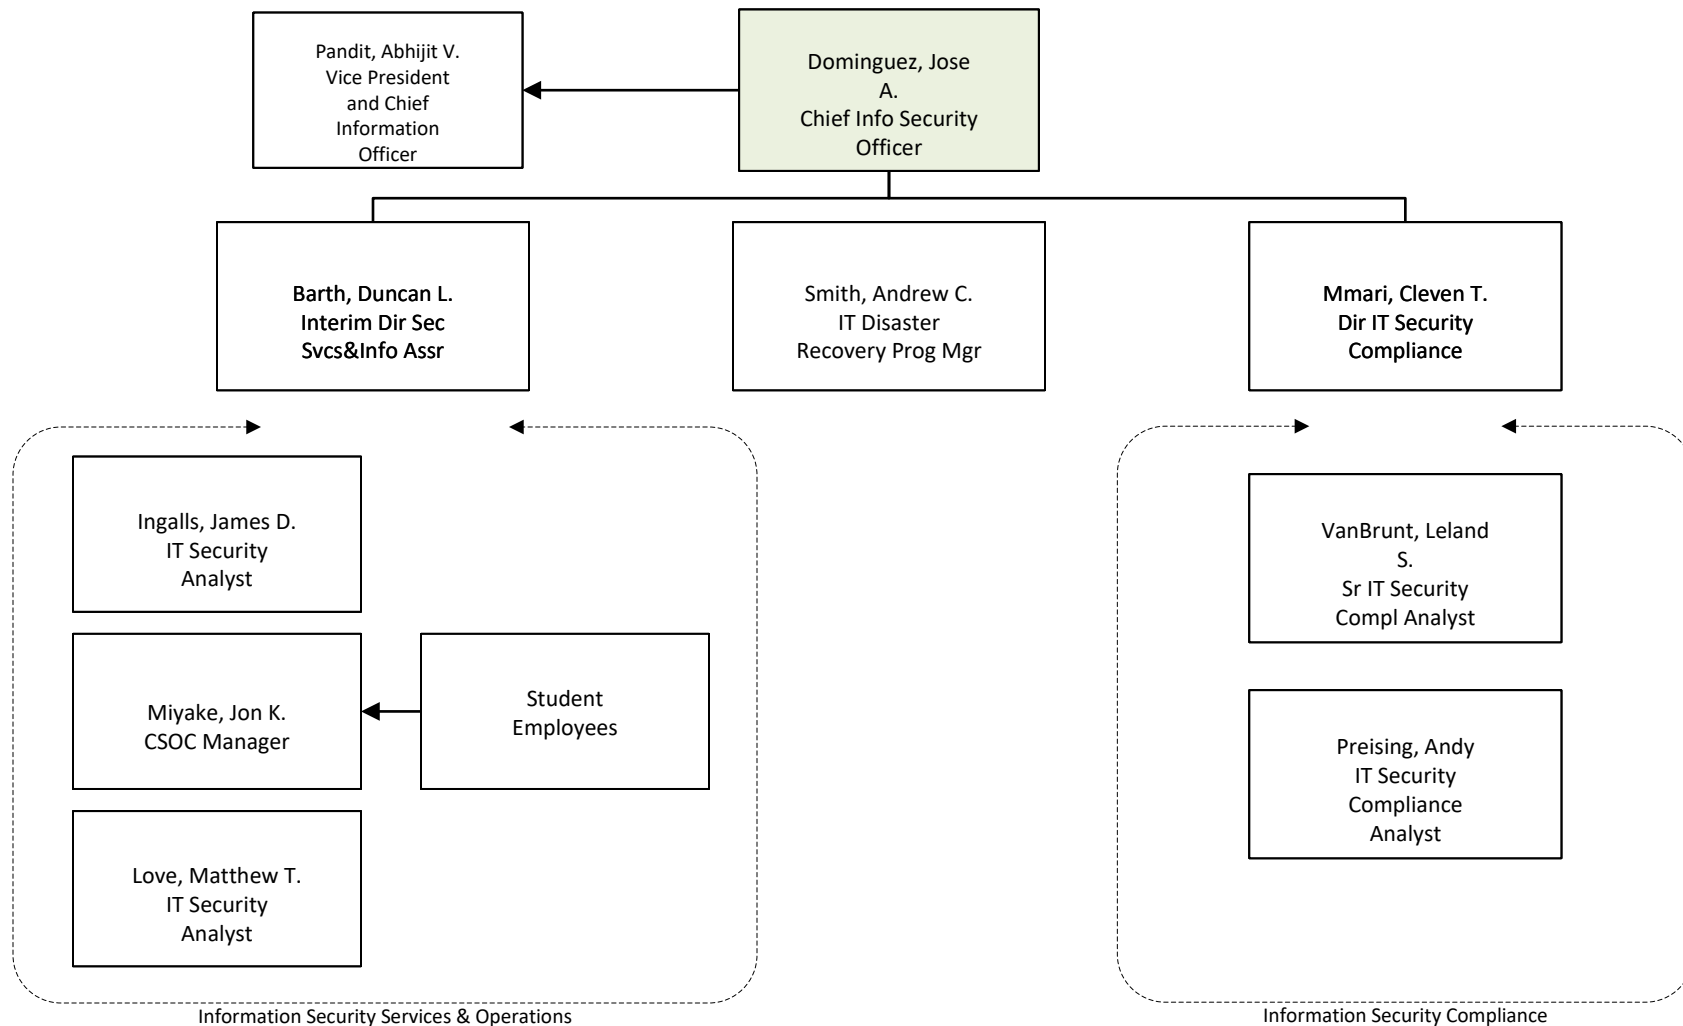 Pandit, Abhijit V.
Vice President
and Chief
Information
Officer
Dominguez, Jose
A.
Chief Info Security
Officer
Barth, Duncan L.
Interim Dir Sec
Svcs&Info Assr
Smith, Andrew C.
IT Disaster
Recovery Prog Mgr
Mmari, Cleven T.
Dir IT Security
Compliance
Ingalls, James D.
IT Security
Analyst
Miyake, Jon K.
CSOC Manager
Student
Employees
Love, Matthew T.
IT Security
Analyst
Information Security Services & Operations
VanBrunt, Leland
S.
Sr IT Security
Compl Analyst
Preising, Andy
IT Security
Compliance
Analyst
Information Security Compliance